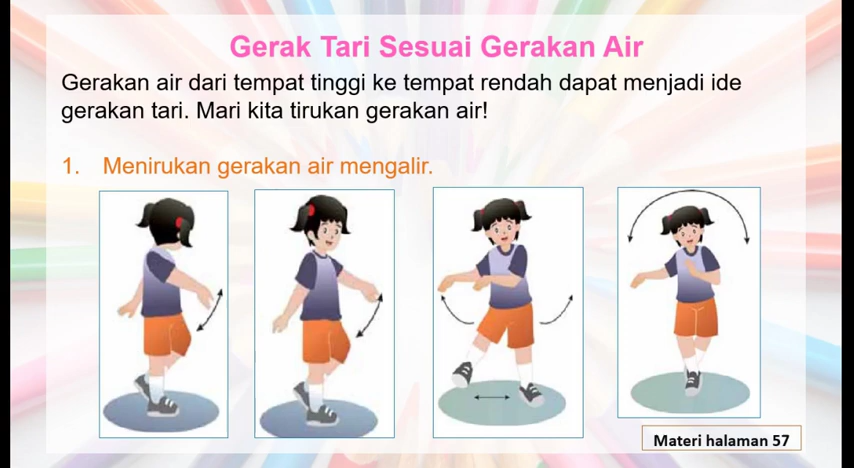 Gerak Tari Sesuai Gerakan Air
Gerakan air dari tempat tinggi ke tempat rendah dapat menjadi ide
gerakan tari. Mari kita tirukan gerakan air!
1. Menirukan gerakan air mengalir.
Materi halaman 57